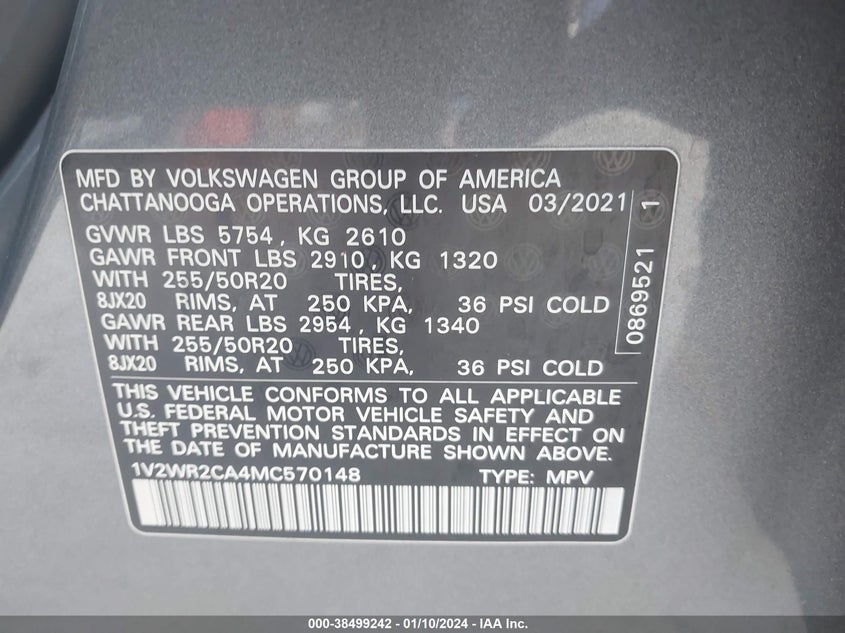 MFD BY VOLKSWAGEN GROUP OF AMERICA
CHATTANOOGA OPERATIONS, LLC. USA 03/2021
GVWR LBS 5754, KG 2610
GAWR FRONT LBS 2910, KG 1320
WITH 255/50R20 TIRES,
8JX20 RIMS, AT 250 KPA, 36 PSI COLD
GAWR REAR LBS 2954, KG 1340
WITH 255/50R20 TIRES,
8JX20 RIMS, AT 250 KPA, 36 PSI COLD
0869521 1
THIS VEHICLE CONFORMS TO ALL APPLICABLE
U.S. FEDERAL MOTOR VEHICLE SAFETY AND
THEFT PREVENTION STANDARDS IN EFFECT ON
THE DATE OF MANUFACTURE SHOWN ABOVE.
1V2WR2CA4MC570148 TYPE: MPV
000-38499242 - 01/10/2024 - IAA Inc.